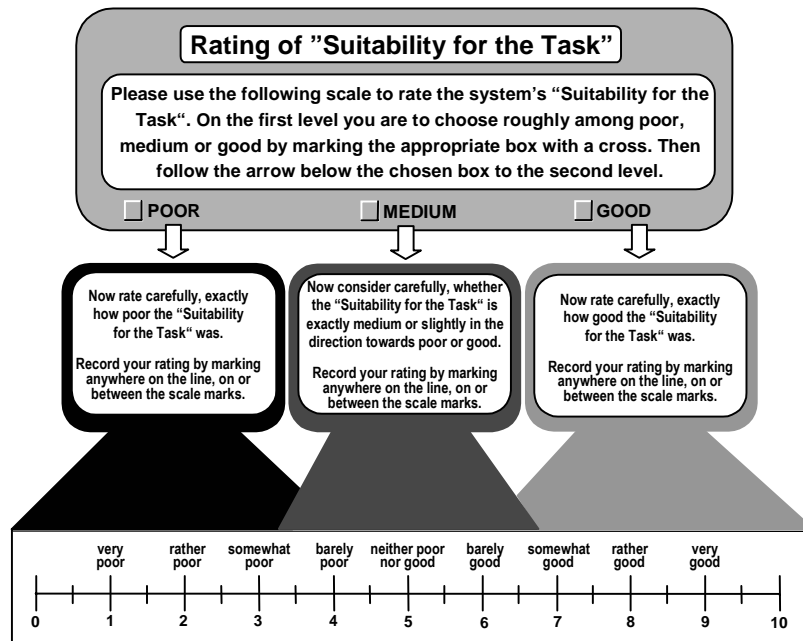 Rating of ”Suitability for the Task”
Please use the following scale to rate the system’s “Suitability for the
Task“. On the first level you are to choose roughly among poor,
medium or good by marking the appropriate box with a cross. Then
follow the arrow below the chosen box to the second level.
POOR MEDIUM GOOD
Now rate carefully, exactly
how poor the “Suitability
for the Task“ was.
Record your rating by marking
anywhere on the line, on or
between the scale marks.
Now consider carefully, whether
the “Suitability for the Task“ is
exactly medium or slightly in the
direction towards poor or good.
Record your rating by marking
anywhere on the line, on or
between the scale marks.
Now rate carefully, exactly
how good the “Suitability
for the Task“ was.
Record your rating by marking
anywhere on the line, on or
between the scale marks.
very
poor
rather
poor
somewhat
poor
barely
poor
neither poor
nor good
barely
good
somewhat
good
rather
good
very
good
0 1 2 3 4 5 6 7 8 9 10